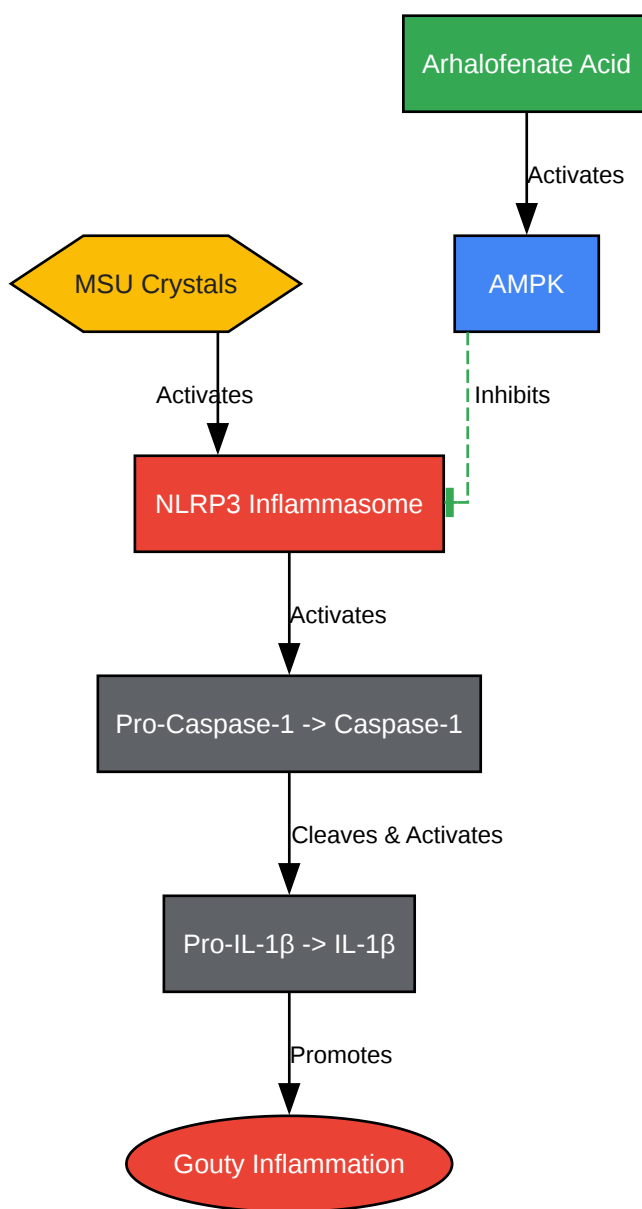 Arhalofenate Acid
Activates
MSU Crystals
AMPK
Activates
Inhibits
NLRP3 Inflammasome
Activates
Pro-Caspase-1 -> Caspase-1
Cleaves & Activates
Pro-IL-1β -> IL-1β
Promotes
Gouty Inflammation